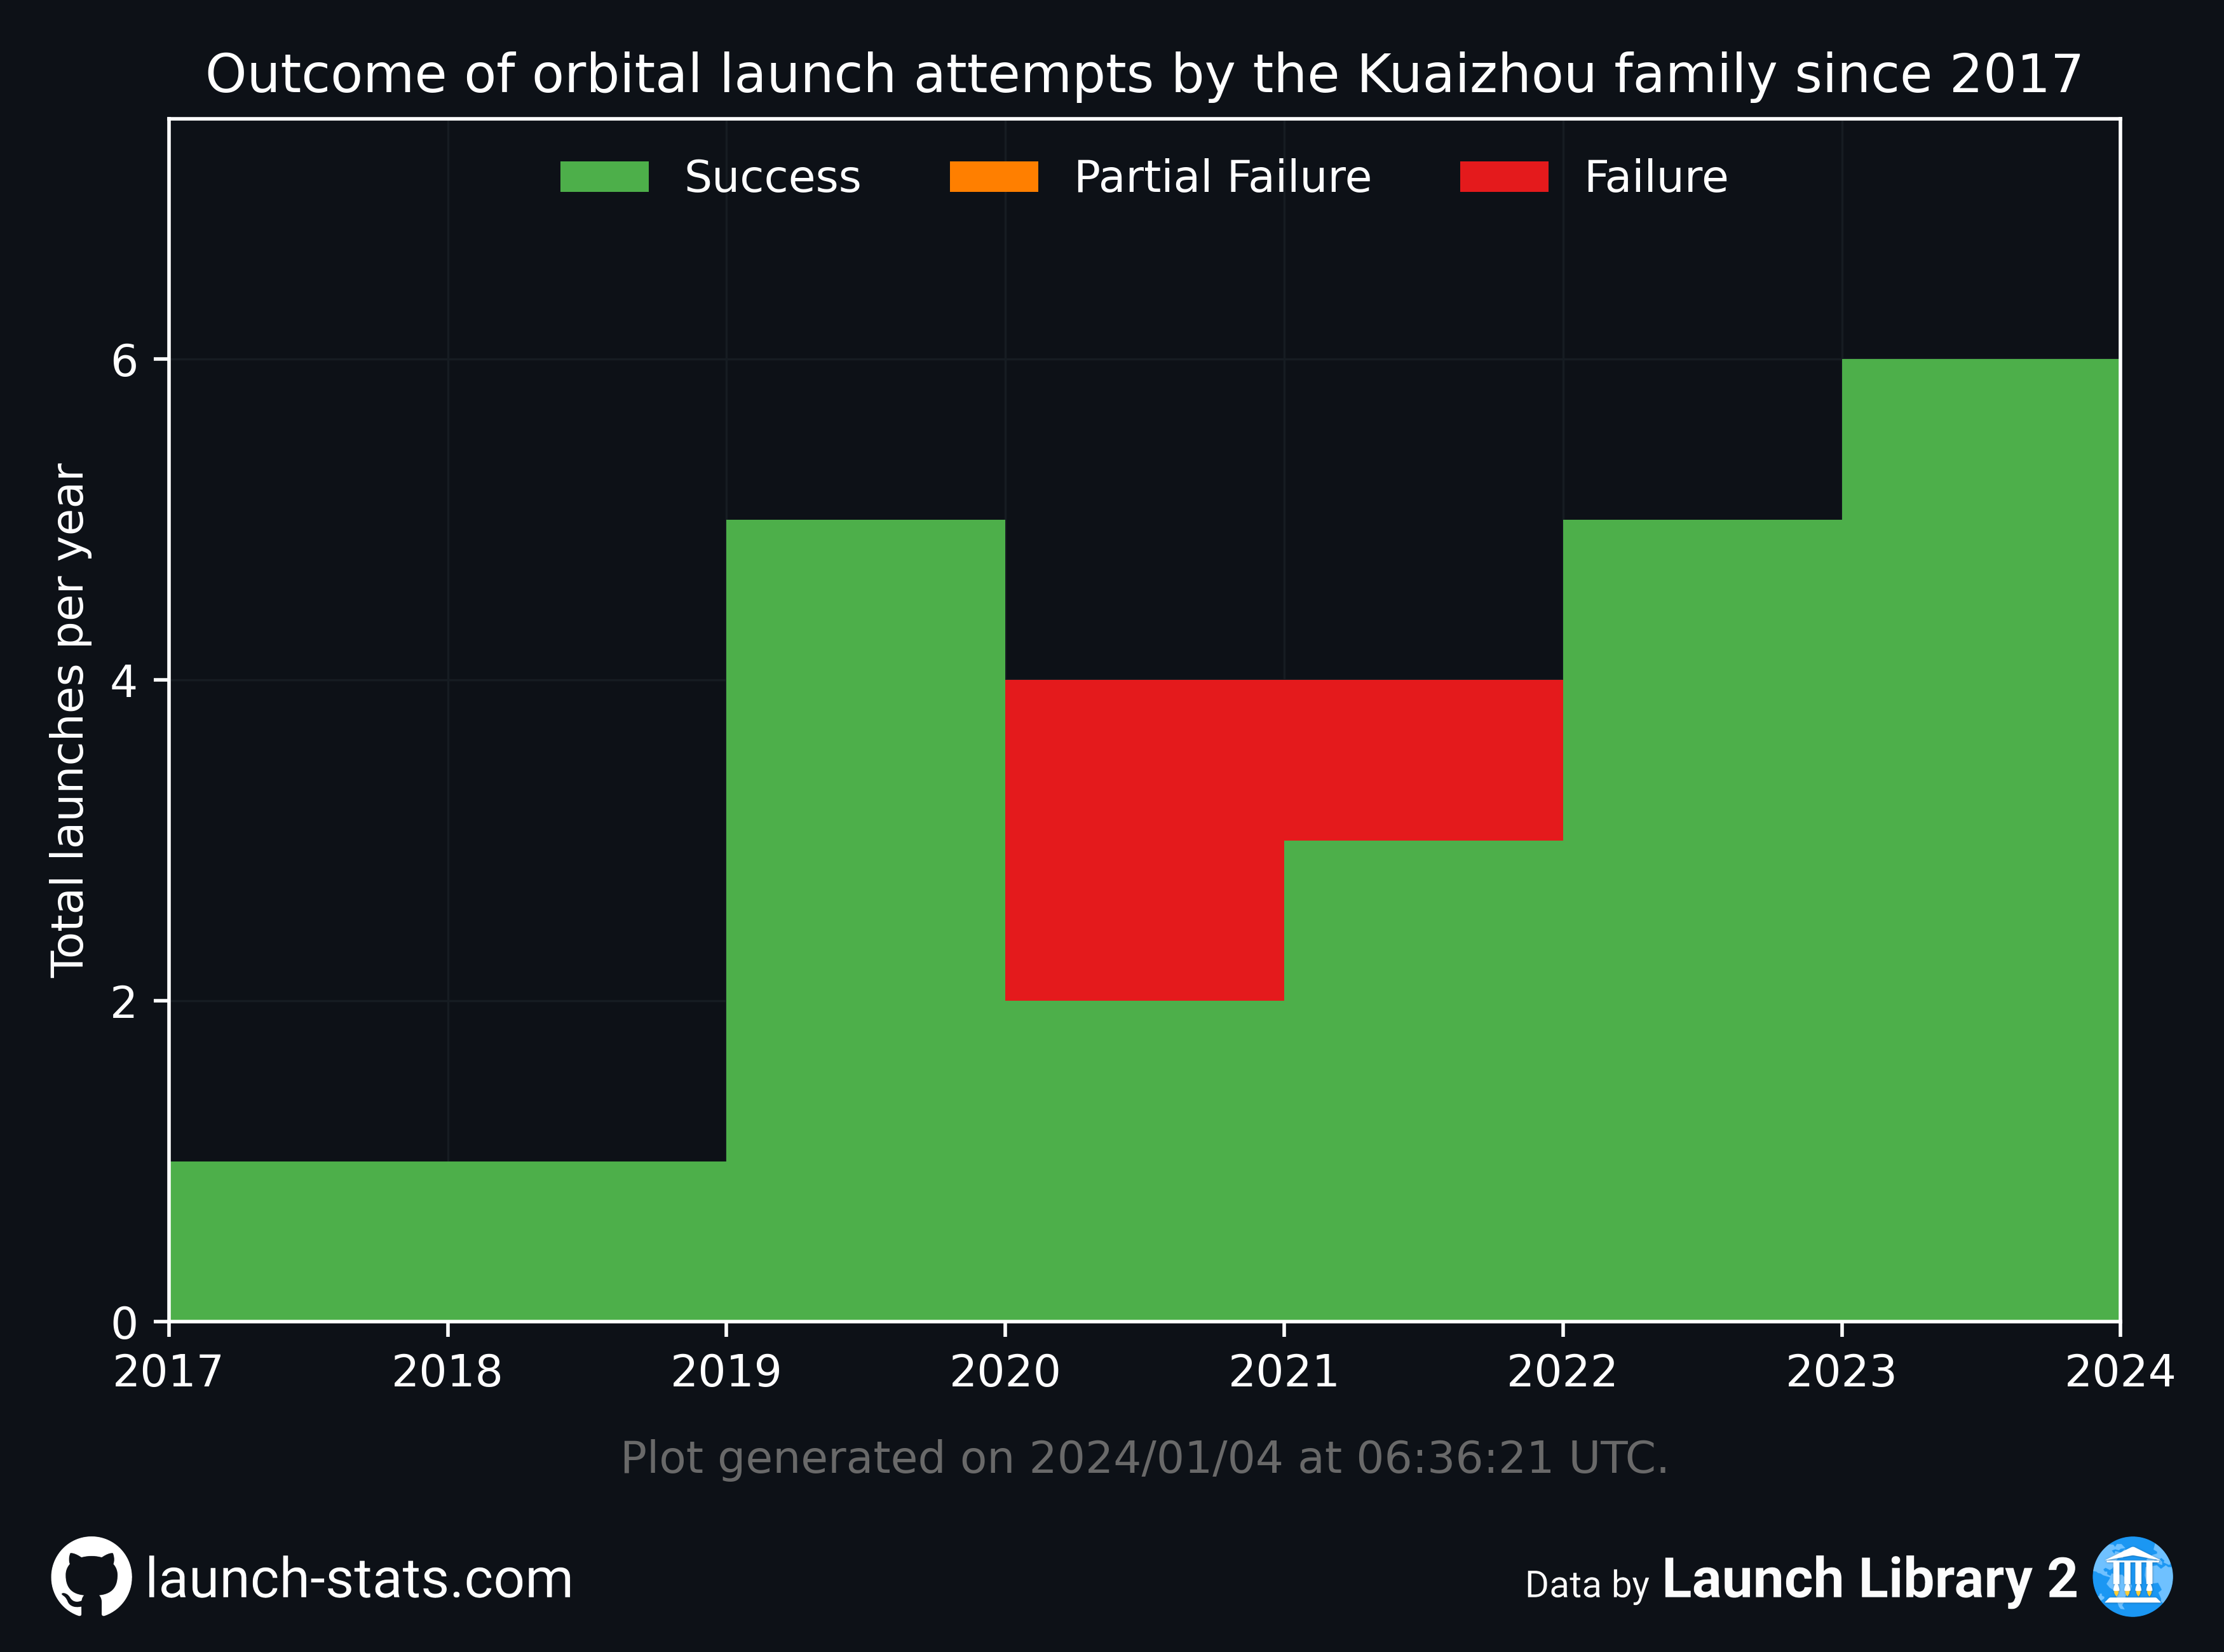 Outcome of orbital launch attempts by the Kuaizhou family since 2017
Success Partial Failure Failure
Total launches per year
6
4
2
0
2017 2018 2019 2020 2021 2022 2023 2024
Plot generated on 2024/01/04 at 06:36:21 UTC.
launch-stats.com
Data by Launch Library 2